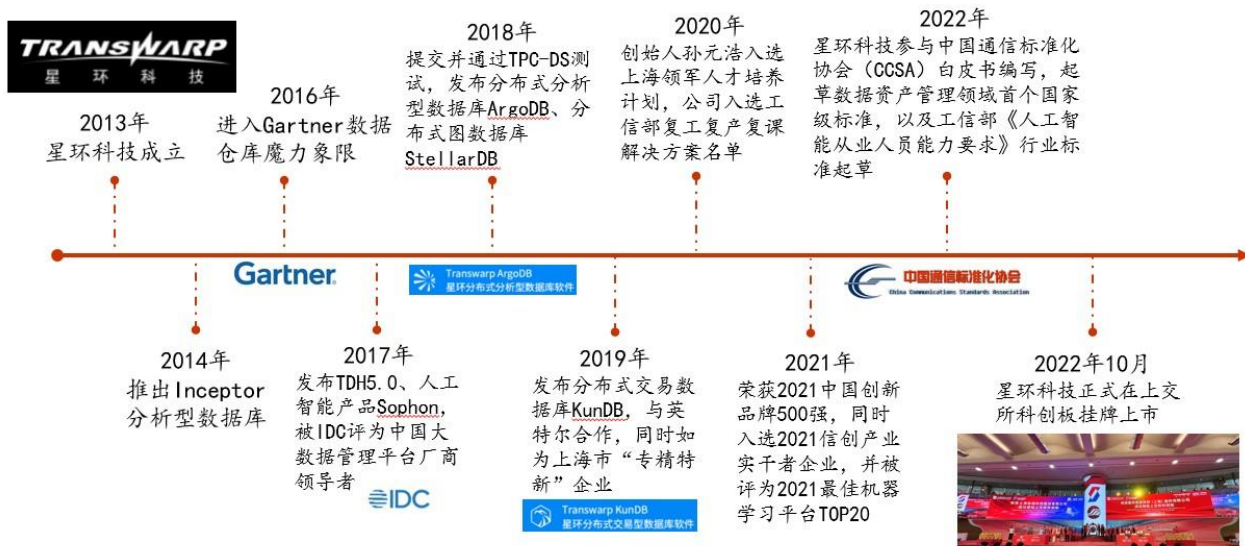 TRANSWARP
星环科技
2013年
星环科技成立
2016年
进入Gartner数据
仓库魔力象限
2018年
提交并通过TPC-DS测
试，发布分布式分析
型数据库ArgoDB、分
布式图数据库
StellarDB
2020年
创始人孙元浩入选
上海领军人才培养
计划，公司入选工
信部复工复产复课
解决方案名单
2022年
星环科技参与中国通信标准化
协会（CCSA）白皮书编写，起
草数据资产管理领域首个国家
级标准，以及工信部《人工智
能从业人员能力要求》行业标
准起草
Gartner
Transwarp ArgoDB
星环分布式分析型数据库软件
中国通信标准化协会
China Communications Standards Association
2014年
推出Inceptor
分析型数据库
2017年
发布TDH5.0、人工
智能产品Sophon，
被IDC评为中国大
数据管理平台厂商
领导者
IDC
2019年
发布分布式交易数
据库KunDB，与英
特尔合作，同时如
为上海市“专精特
新”企业
Transwarp KunDB
星环分布式交易型数据库软件
2021年
荣获2021中国创新
品牌500强，同时
入选2021信创产业
实干者企业，并被
评为2021最佳机器
学习平台TOP20
2022年10月
星环科技正式在上交
所科创板挂牌上市